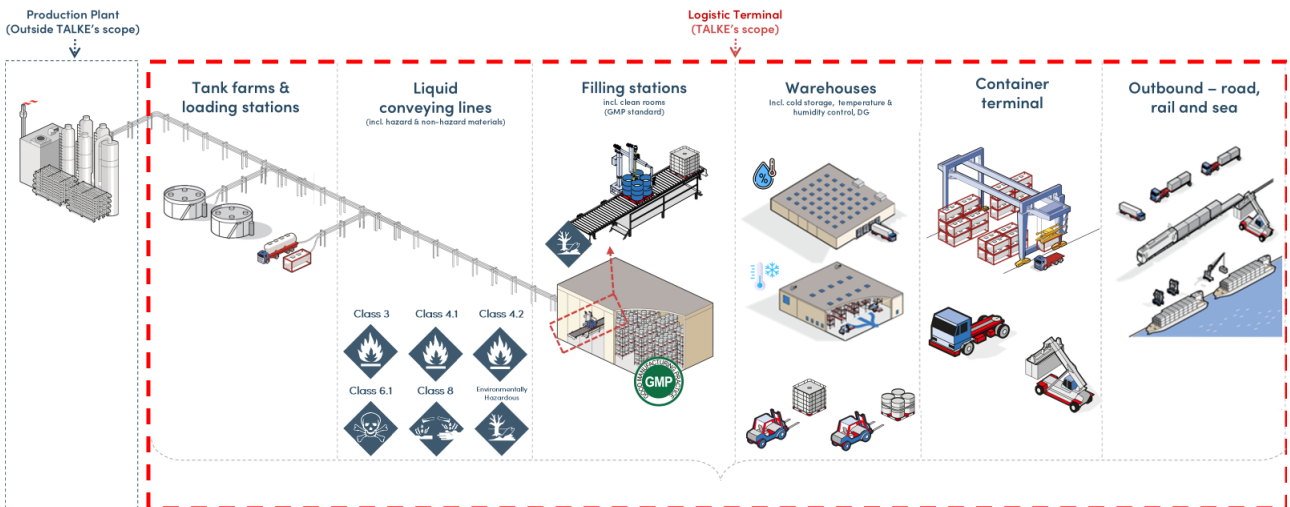 Production Plant
(Outside TALKE's scope)
Logistic Terminal
(TALKE's scope)
Tank farms &
loading stations
Liquid
conveying lines
(incl. hazard & non-hazard materials)
Filling stations
incl. clean rooms
(GMP standard)
Warehouses
Incl. cold storage, temperature &
humidity control, DG
Container
terminal
Outbound – road,
rail and sea
%
Class 3
Class 4.1
Class 4.2
Class 6.1
Class 8
Environmentally
Hazardous
GOOD MANUFACTURING PRACTICE
GMP